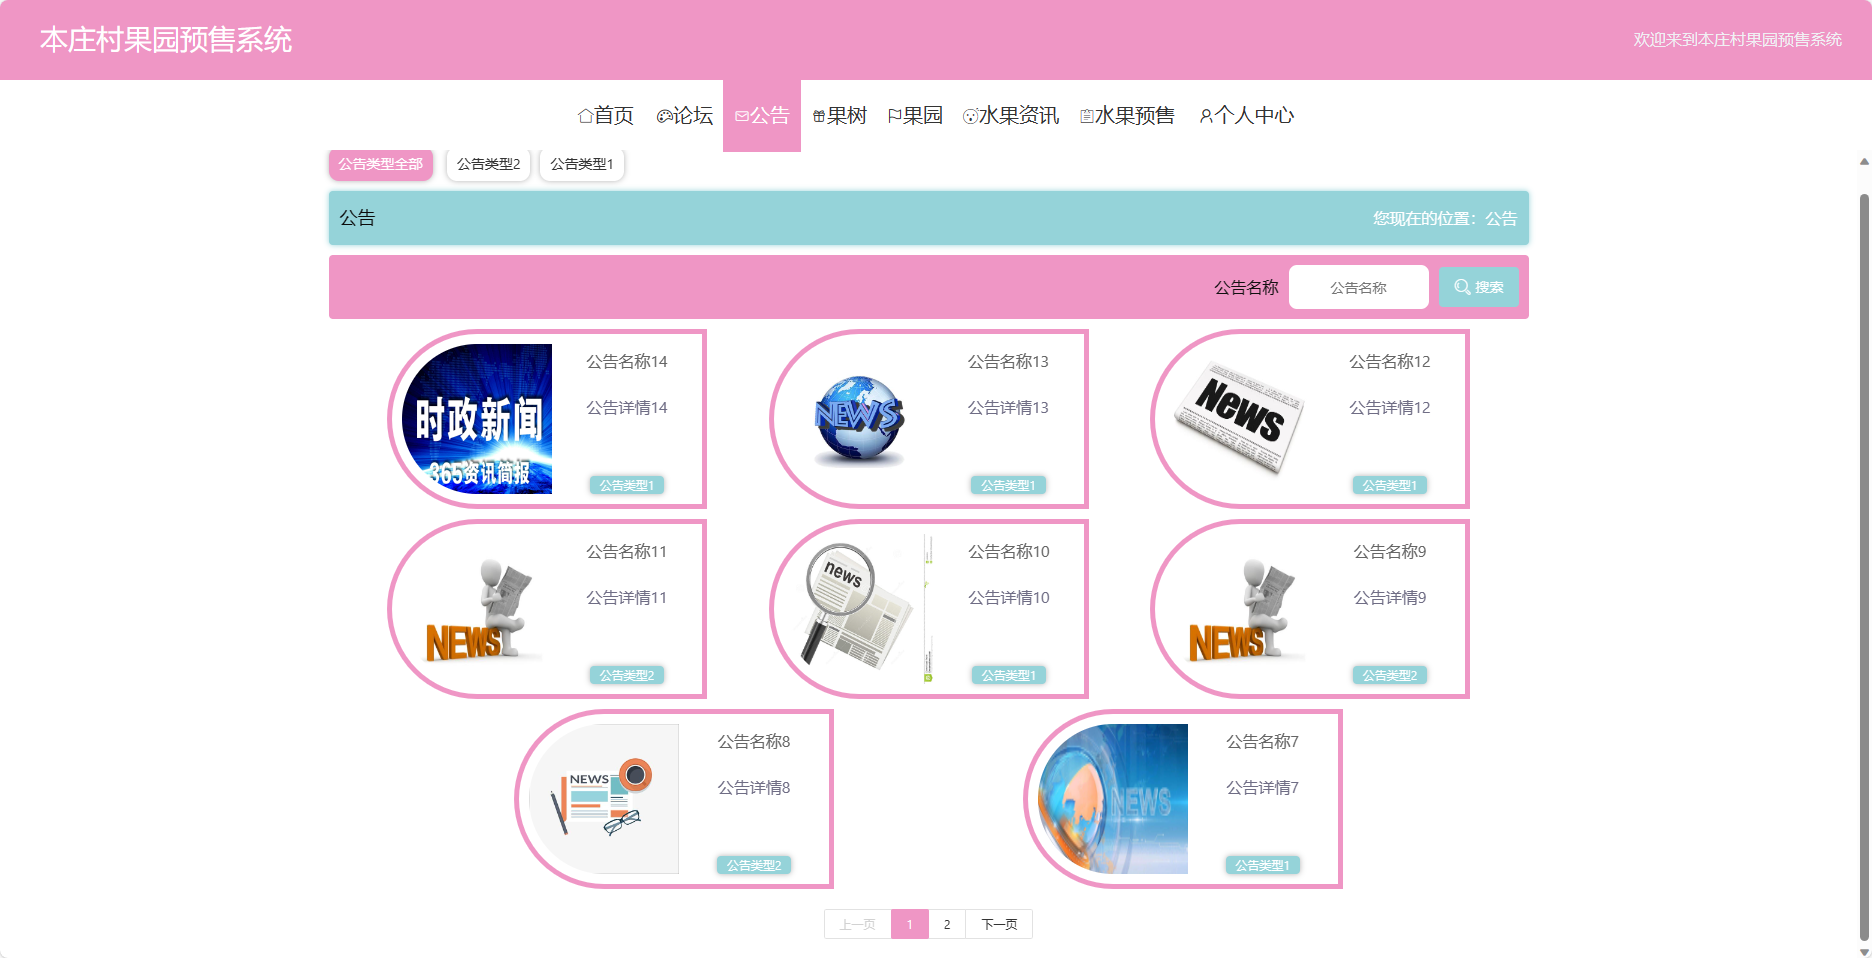 本庄村果园预售系统
欢迎来到本庄村果园预售系统
首页 论坛 公告 果树 果园 水果资讯 水果预售 个人中心
公告类型全部 公告类型2 公告类型1
公告
您现在的位置：公告
公告名称 公告名称 搜索
时政新闻
365资讯简报
公告名称14
公告详情14
公告类型1
NEWS
公告名称13
公告详情13
公告类型1
News
公告名称12
公告详情12
公告类型1
NEWS
公告名称11
公告详情11
公告类型2
news
公告名称10
公告详情10
公告类型1
NEWS
公告名称9
公告详情9
公告类型2
NEWS
公告名称8
公告详情8
公告类型2
NEWS
公告名称7
公告详情7
公告类型1
上一页 1 2 下一页